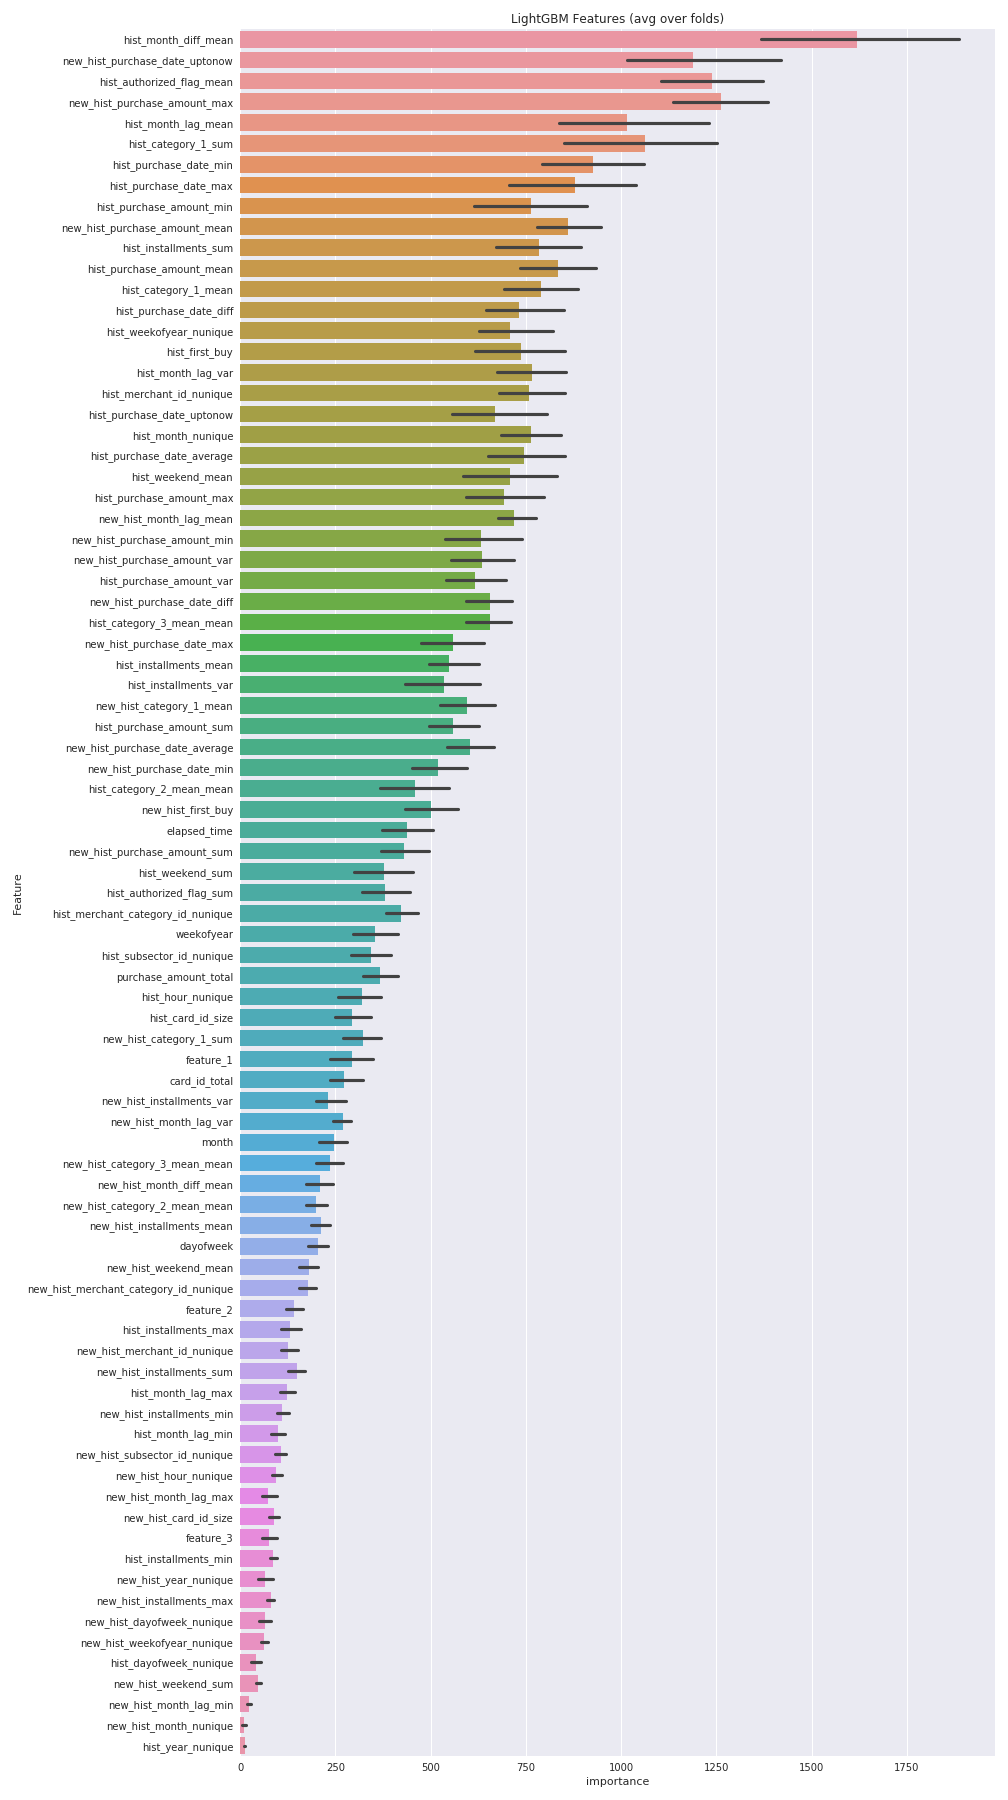 LightGBM Features (avg over folds)
hist_month_diff_mean
new_hist_purchase_date_uptonow
hist_authorized_flag_mean
new_hist_purchase_amount_max
hist_month_lag_mean
hist_category_1_sum
hist_purchase_date_min
hist_purchase_date_max
hist_purchase_amount_min
new_hist_purchase_amount_mean
hist_installments_sum
hist_purchase_amount_mean
hist_category_1_mean
hist_purchase_date_diff
hist_weekofyear_nunique
hist_first_buy
hist_month_lag_var
hist_merchant_id_nunique
hist_purchase_date_uptonow
hist_month_nunique
hist_purchase_date_average
hist_weekend_mean
hist_purchase_amount_max
new_hist_month_lag_mean
new_hist_purchase_amount_min
new_hist_purchase_amount_var
hist_purchase_amount_var
new_hist_purchase_date_diff
hist_category_3_mean_mean
new_hist_purchase_date_max
hist_installments_mean
hist_installments_var
new_hist_category_1_mean
hist_purchase_amount_sum
new_hist_purchase_date_average
new_hist_purchase_date_min
hist_category_2_mean_mean
new_hist_first_buy
elapsed_time
new_hist_purchase_amount_sum
hist_weekend_sum
hist_authorized_flag_sum
hist_merchant_category_id_nunique
weekofyear
hist_subsector_id_nunique
purchase_amount_total
hist_hour_nunique
hist_card_id_size
new_hist_category_1_sum
feature_1
card_id_total
new_hist_installments_var
new_hist_month_lag_var
month
new_hist_category_3_mean_mean
new_hist_month_diff_mean
new_hist_category_2_mean_mean
new_hist_installments_mean
dayofweek
new_hist_weekend_mean
new_hist_merchant_category_id_nunique
feature_2
hist_installments_max
new_hist_merchant_id_nunique
new_hist_installments_sum
hist_month_lag_max
new_hist_installments_min
hist_month_lag_min
new_hist_subsector_id_nunique
new_hist_hour_nunique
new_hist_month_lag_max
new_hist_card_id_size
feature_3
hist_installments_min
new_hist_year_nunique
new_hist_installments_max
new_hist_dayofweek_nunique
new_hist_weekofyear_nunique
hist_dayofweek_nunique
new_hist_weekend_sum
new_hist_month_lag_min
new_hist_month_nunique
hist_year_nunique
Feature
0 250 500 750 1000 1250 1500 1750
importance